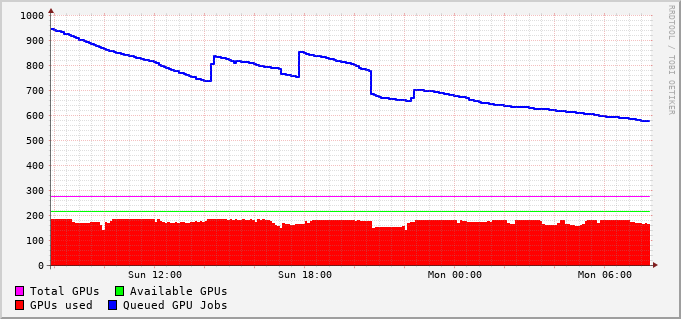 1000
900
800
700
600
500
400
300
200
100
0
Sun 12:00 Sun 18:00 Mon 00:00 Mon 06:00
Total GPUs Available GPUs
GPUs used Queued GPU Jobs
RRDTOOL / TOBI OETIKER